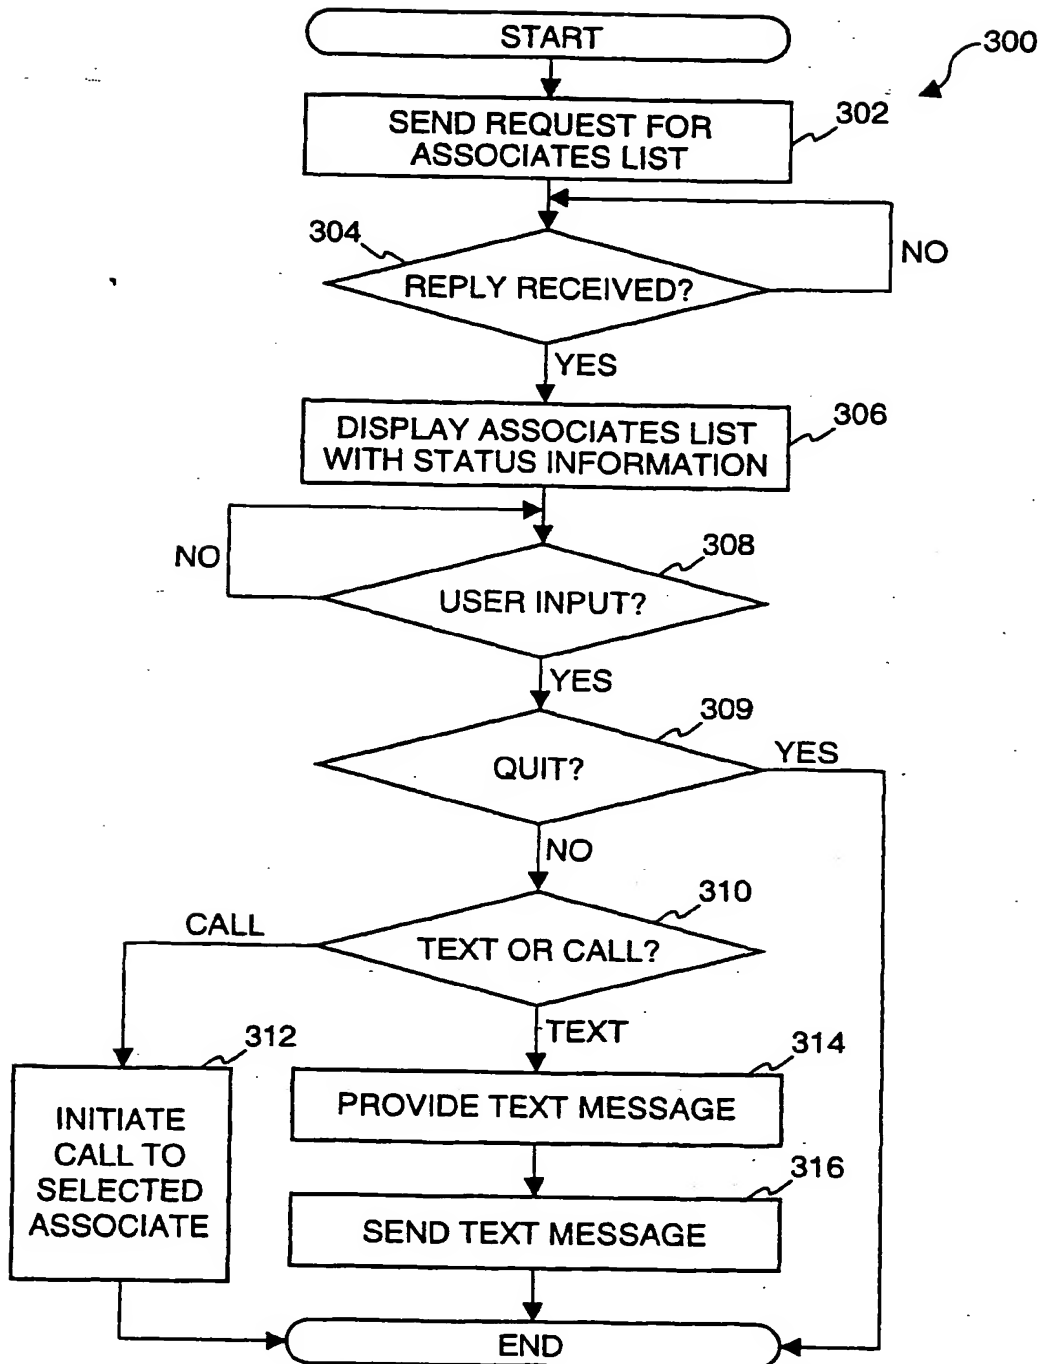 START
300
302
SEND REQUEST FOR
ASSOCIATES LIST
304
NO
REPLY RECEIVED?
YES
306
DISPLAY ASSOCIATES LIST
WITH STATUS INFORMATION
308
NO
USER INPUT?
YES
309
YES
QUIT?
NO
310
CALL
TEXT OR CALL?
TEXT
312
314
INITIATE
CALL TO
SELECTED
ASSOCIATE
PROVIDE TEXT MESSAGE
316
SEND TEXT MESSAGE
END